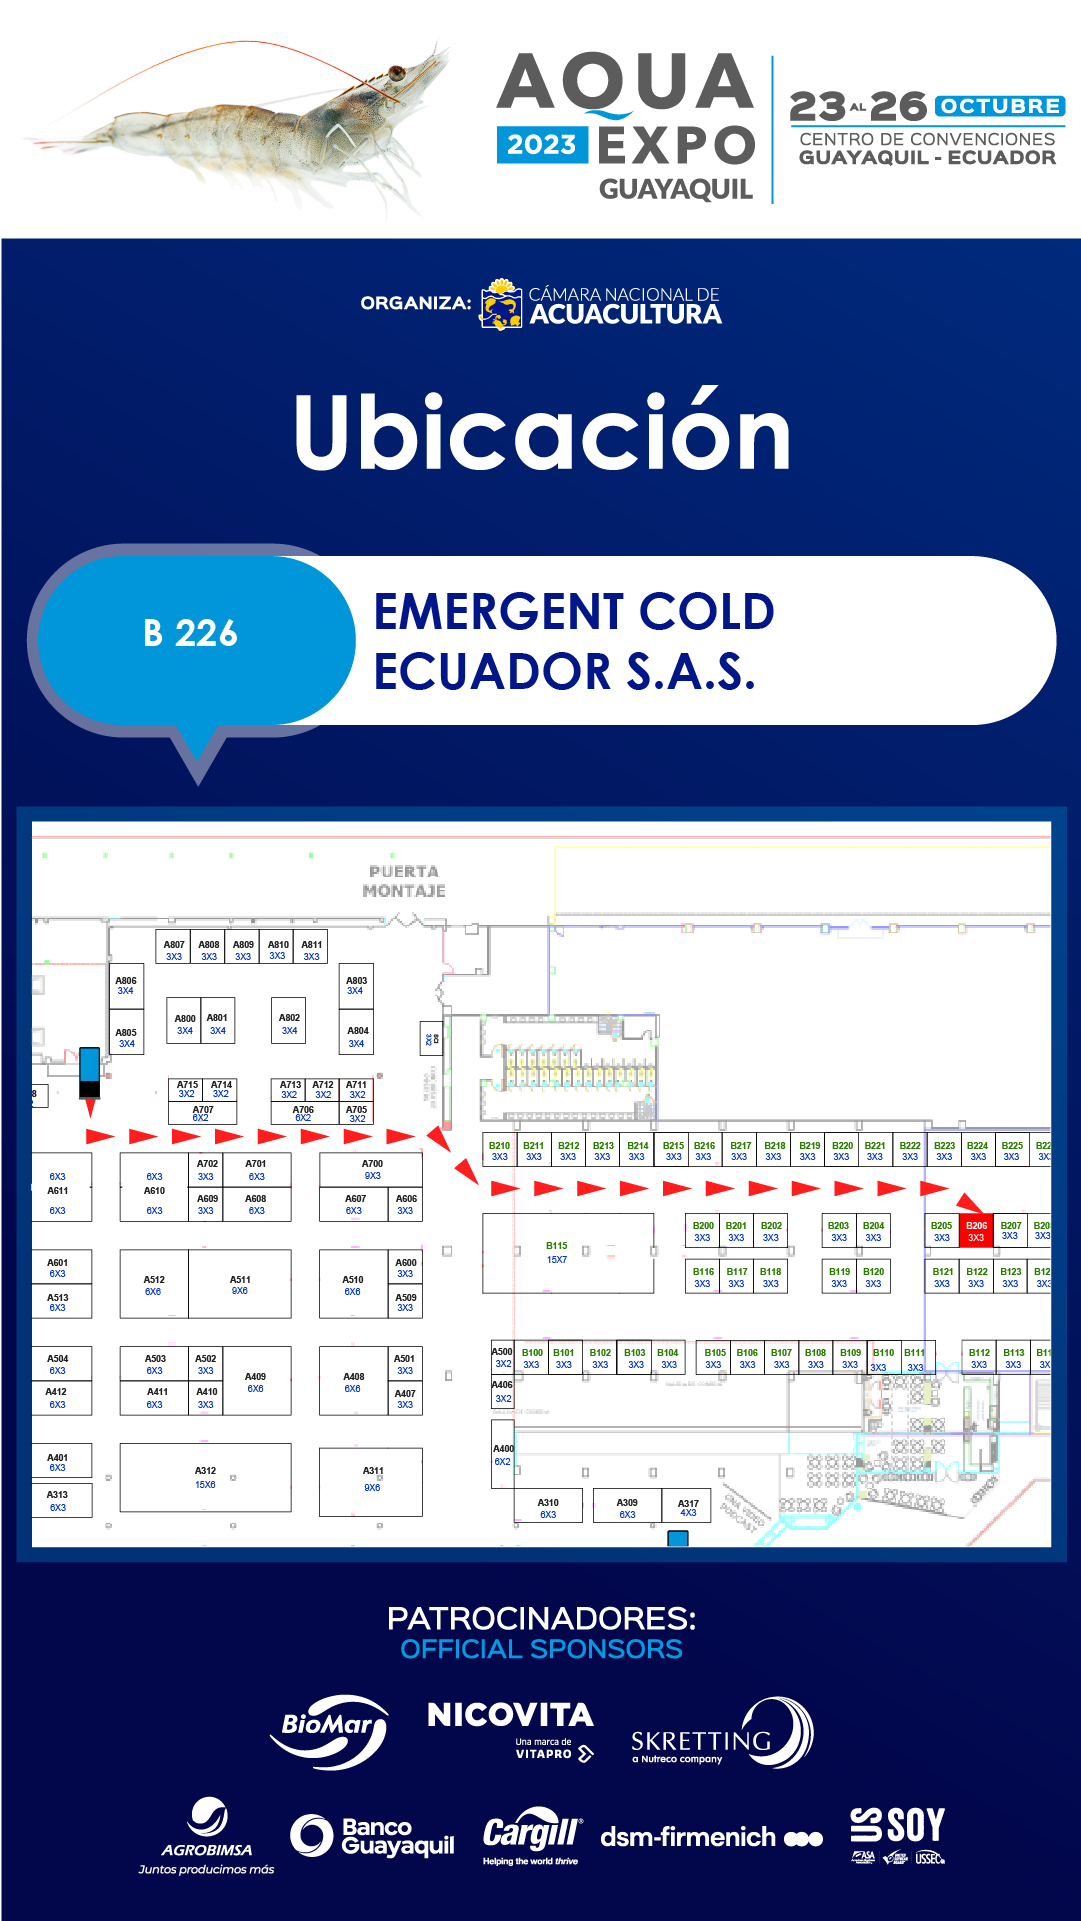 AQUA
2023 EXPO
GUAYAQUIL
23 AL 26 OCTUBRE
CENTRO DE CONVENCIONES
GUAYAQUIL - ECUADOR
ORGANIZA:
CÁMARA NACIONAL DE
ACUACULTURA
Ubicación
B 226
EMERGENT COLD
ECUADOR S.A.S.
PUERTA
MONTAJE
A807 A808 A809 A810 A811
3X3 3X3 3X3 3X3 3X3
A806 A803
3X4 3X4
A800 A801 A802
3X4 3X4 3X4
A805 A804
3X4 3X4
3X2
A715 A714 A713 A712 A711
3X2 3X2 3X2 3X2 3X2
A707 A706 A705
6X2 6X2 3X2
B210 B211 B212 B213 B214 B215 B216 B217 B218 B219 B220 B221 B222 B223 B224 B225
3X3 3X3 3X3 3X3 3X3 3X3 3X3 3X3 3X3 3X3 3X3 3X3 3X3 3X3 3X3 3X3
6X3 6X3 A702 A701 A700
3X3 6X3 9X3
A611 A610 A609 A608 A607 A606
6X3 6X3 3X3 6X3 6X3 3X3
B200 B201 B202 B203 B204 B205 B206 B207
3X3 3X3 3X3 3X3 3X3 3X3 3X3 3X3
B115
15X7
A601 A600
6X3 3X3
B116 B117 B118 B119 B120 B121 B122 B123
3X3 3X3 3X3 3X3 3X3 3X3 3X3 3X3
A512 A511 A510
6X6 9X6 6X6
A513 A509
6X3 3X3
A504 A503 A502 A501
6X3 6X3 3X3 3X3
A409 A408
6X6 6X6
A412 A411 A410 A407
6X3 6X3 3X3 3X3
A500 B100 B101 B102 B103 B104 B105 B106 B107 B108 B109 B110 B111 B112 B113
3X2 3X3 3X3 3X3 3X3 3X3 3X3 3X3 3X3 3X3 3X3 3X3 3X3 3X3 3X3
A406
3X2
A401 A400
6X3 6X2
A312 A311
15X6 9X6
A313
6X3
A310 A309 A317
6X3 6X3 4X3
PODCAST
PATROCINADORES:
OFFICIAL SPONSORS
BioMar
NICOVITA
Una marca de
VITAPRO
SKRETTING
a Nutreco company
AGROBIMSA
Juntos producimos más
Banco
Guayaquil
Cargill®
Helping the world thrive
dsm-firmenich
US SOY
ASA
USSEC